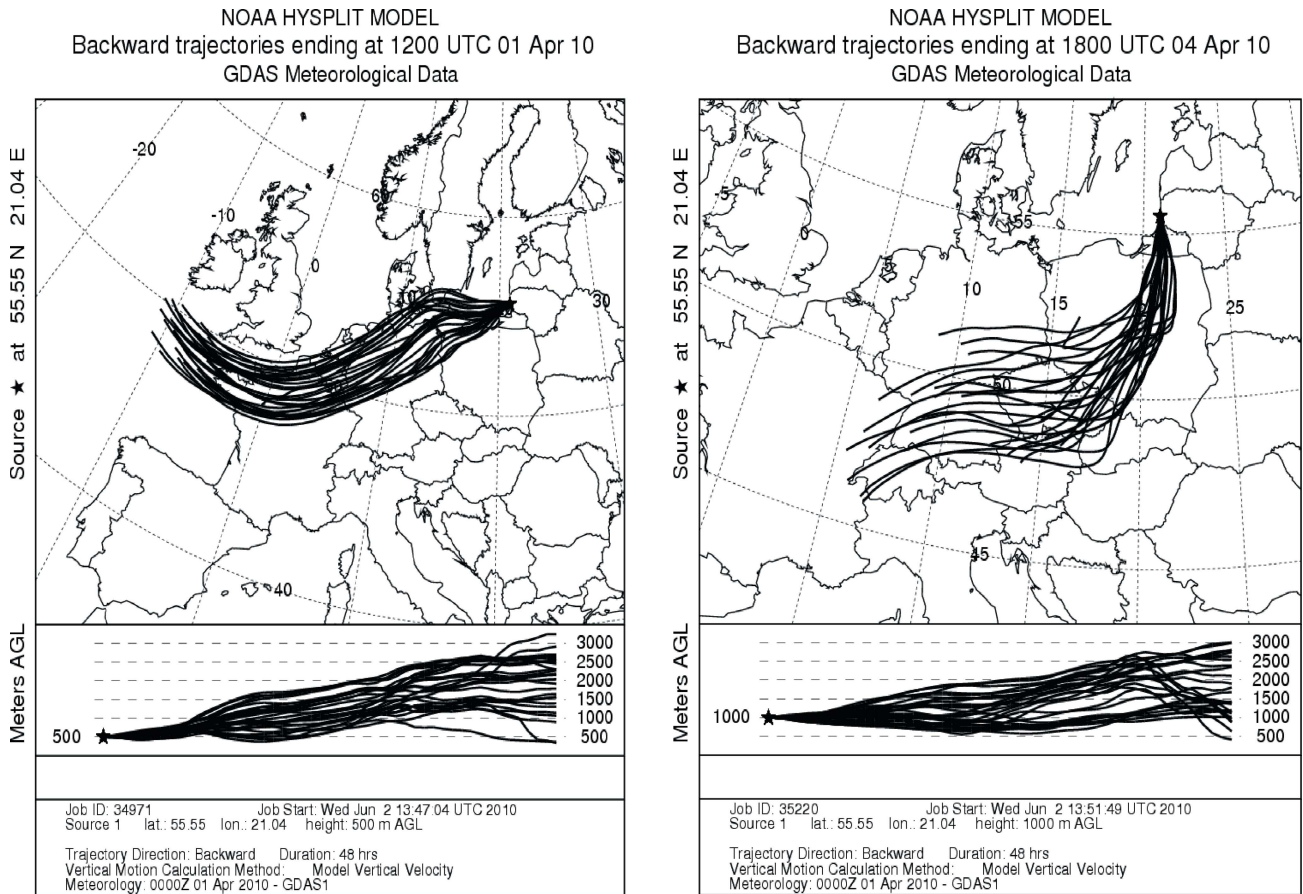 NOAA HYSPLIT MODEL
Backward trajectories ending at 1200 UTC 01 Apr 10
GDAS Meteorological Data
Source ★ at 55.55 N 21.04 E
-20
-10
0
60
10
30
50
40
Meters AGL
500
3000
2500
2000
1500
1000
500
Job ID: 34971 Job Start: Wed Jun 2 13:47:04 UTC 2010
Source 1 lat.: 55.55 lon.: 21.04 height: 500 m AGL
Trajectory Direction: Backward Duration: 48 hrs
Vertical Motion Calculation Method: Model Vertical Velocity
Meteorology: 0000Z 01 Apr 2010 - GDAS1
NOAA HYSPLIT MODEL
Backward trajectories ending at 1800 UTC 04 Apr 10
GDAS Meteorological Data
Source ★ at 55.55 N 21.04 E
-5
0
5
55
10
15
25
50
45
Meters AGL
1000
3000
2500
2000
1500
1000
500
Job ID: 35220 Job Start: Wed Jun 2 13:51:49 UTC 2010
Source 1 lat.: 55.55 lon.: 21.04 height: 1000 m AGL
Trajectory Direction: Backward Duration: 48 hrs
Vertical Motion Calculation Method: Model Vertical Velocity
Meteorology: 0000Z 01 Apr 2010 - GDAS1